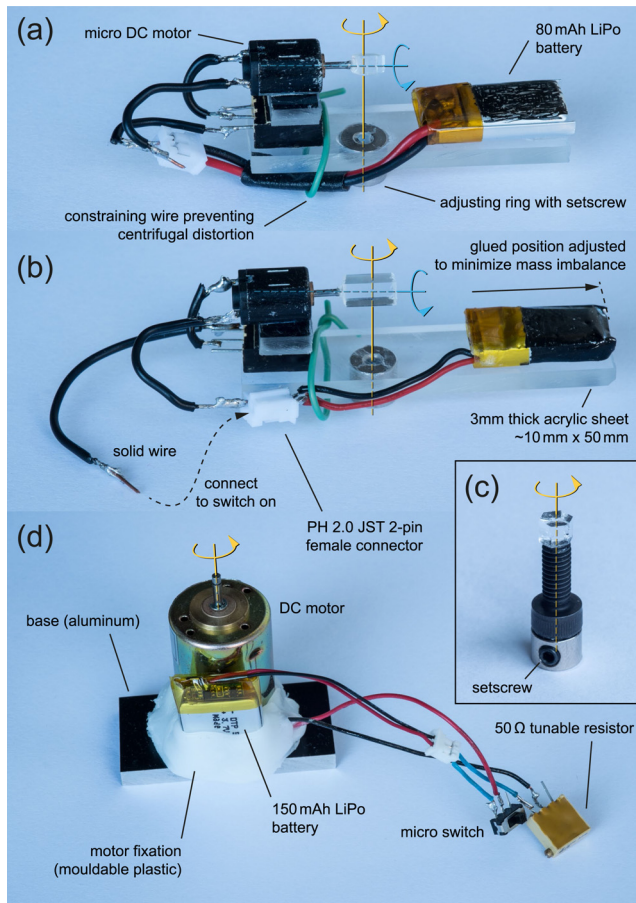 (a)
micro DC motor
80 mAh LiPo
battery
constraining wire preventing
centrifugal distortion
adjusting ring with setscrew
(b)
glued position adjusted
to minimize mass imbalance
solid wire
connect
to switch on
3mm thick acrylic sheet
~10 mm x 50 mm
PH 2.0 JST 2-pin
female connector
(c)
setscrew
(d)
DC motor
base (aluminum)
DTP
3.7V
150 mAh LiPo
battery
motor fixation
(mouldable plastic)
50 Ω tunable resistor
micro switch